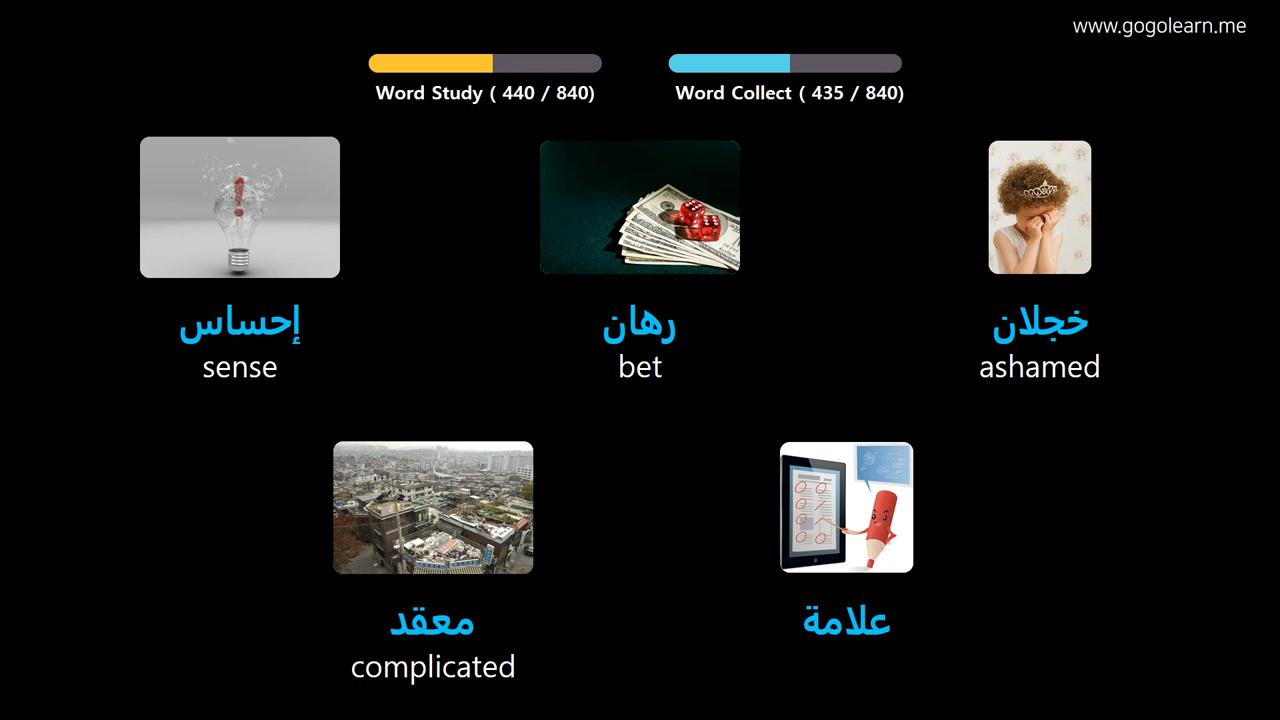 www.gogolearn.me
Word Study ( 440 / 840)
Word Collect ( 435 / 840)
إحساس
sense
رهان
bet
خجلان
ashamed
معقد
complicated
علامة